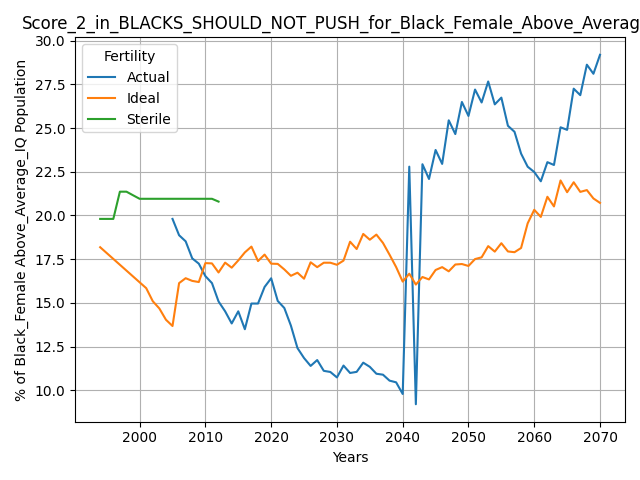 Score_2_in_BLACKS_SHOULD_NOT_PUSH_for_Black_Female_Above_Averag
% of Black_Female Above_Average_IQ Population
30.0
27.5
25.0
22.5
20.0
17.5
15.0
12.5
10.0
Fertility
Actual
Ideal
Sterile
2000 2010 2020 2030 2040 2050 2060 2070
Years